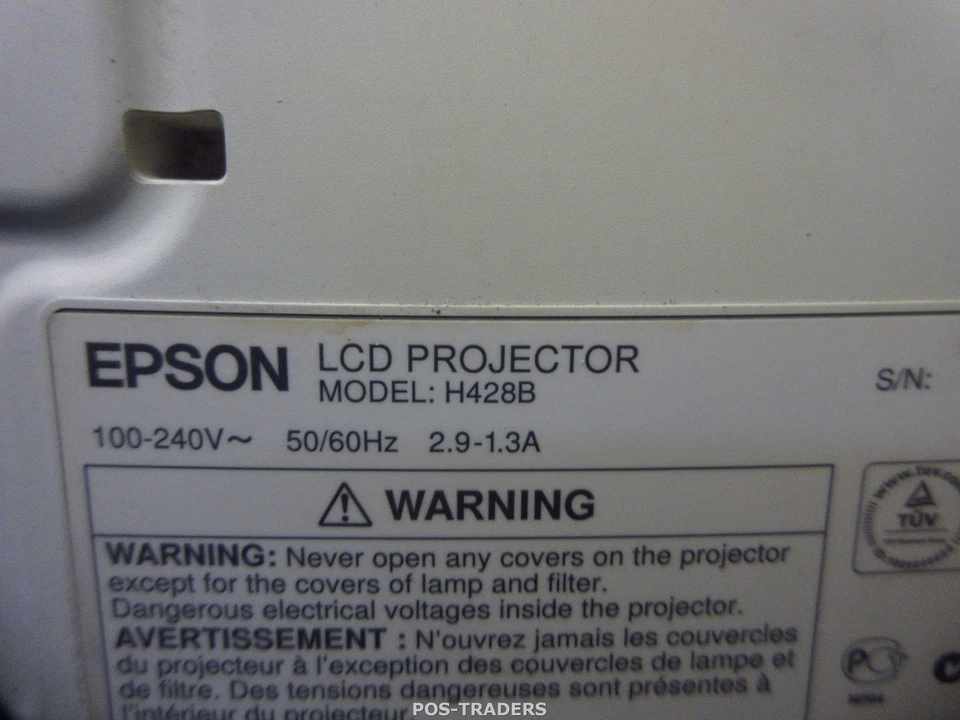 EPSON LCD PROJECTOR
MODEL: H428B
S/N:
100-240V~ 50/60Hz 2.9-1.3A
WARNING
WARNING: Never open any covers on the projector
except for the covers of lamp and filter.
Dangerous electrical voltages inside the projector.
AVERTISSEMENT : N'ouvrez jamais les couvercles
du projecteur à l'exception des couvercles de lampe et
de filtre. Des tensions dangereuses sont présentes à
l'intérieur du projecteur.
TÜV
POS-TRADERS